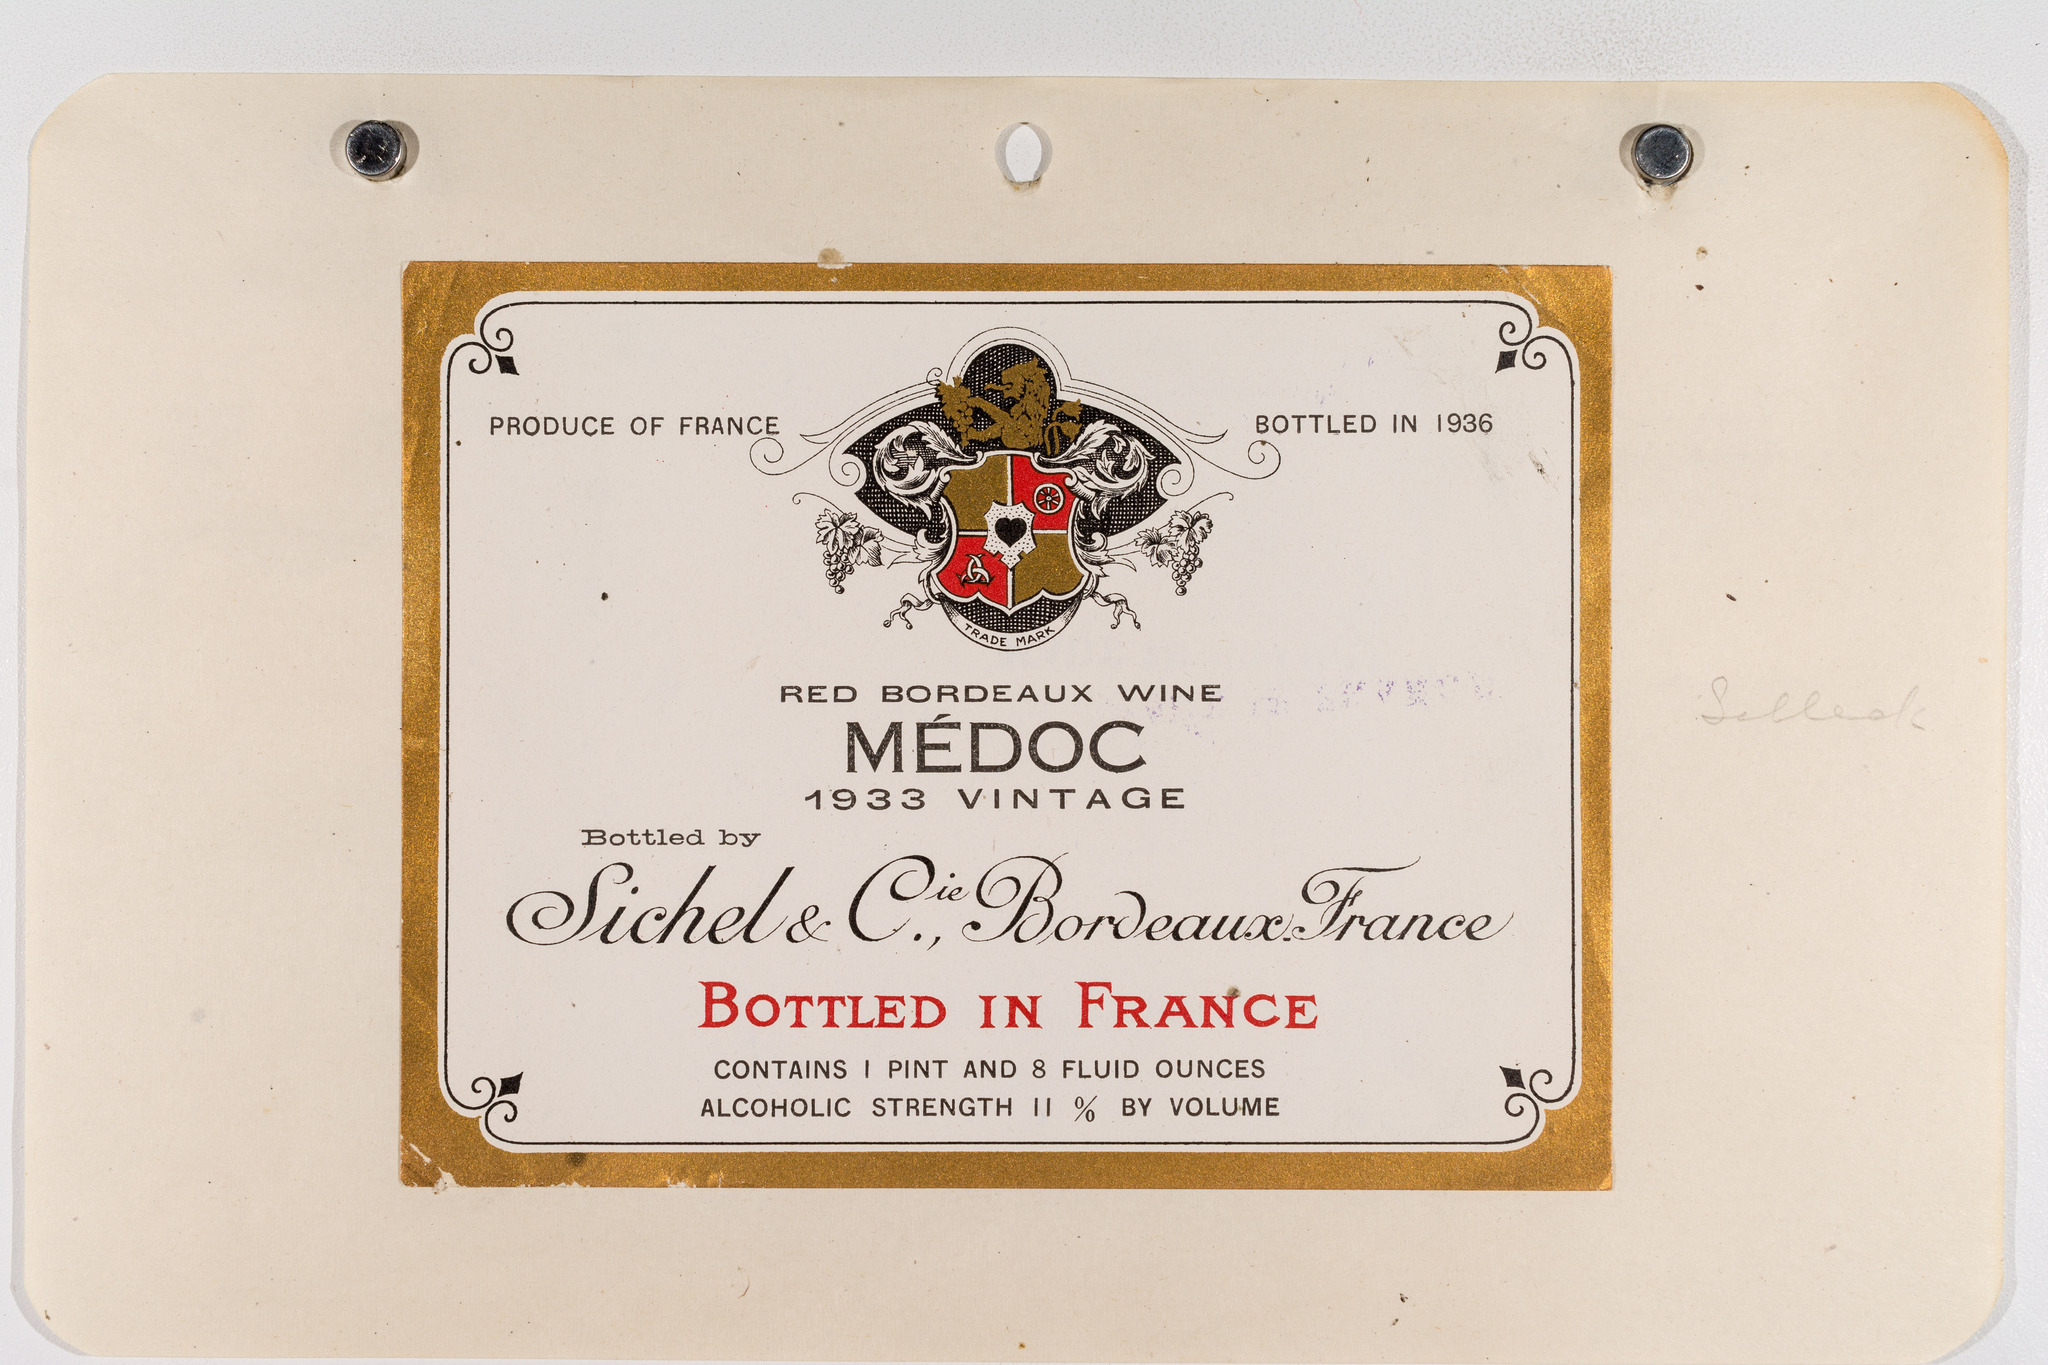 PRODUCE OF FRANCE
BOTTLED IN 1936
TRADE MARK
RED BORDEAUX WINE
MÉDOC
1933 VINTAGE
Bottled by
Sichel & Cie., Bordeaux-France
BOTTLED IN FRANCE
CONTAINS 1 PINT AND 8 FLUID OUNCES
ALCOHOLIC STRENGTH 11 % BY VOLUME